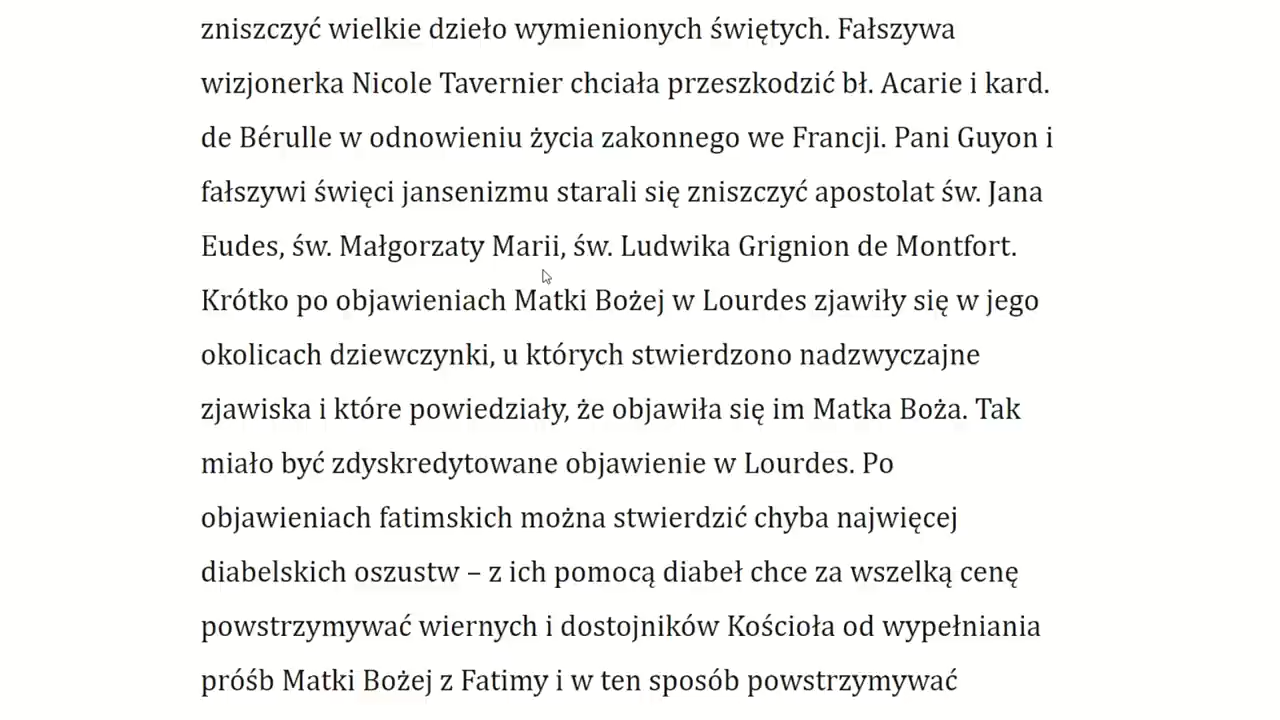 zniszczyć wielkie dzieło wymienionych świętych. Fałszywa
wizjonerka Nicole Tavernier chciała przeszkodzić bł. Acarie i kard.
de Bérulle w odnowieniu życia zakonnego we Francji. Pani Guyon i
fałszywi święci jansenizmu starali się zniszczyć apostolat św. Jana
Eudes, św. Małgorzaty Marii, św. Ludwika Grignion de Montfort.
Krótko po objawieniach Matki Bożej w Lourdes zjawiły się w jego
okolicach dziewczynki, u których stwierdzono nadzwyczajne
zjawiska i które powiedziały, że objawiła się im Matka Boża. Tak
miało być zdyskredytowane objawienie w Lourdes. Po
objawieniach fatimskich można stwierdzić chyba najwięcej
diabelskich oszustw – z ich pomocą diabeł chce za wszelką cenę
powstrzymywać wiernych i dostojników Kościoła od wypełniania
próśb Matki Bożej z Fatimy i w ten sposób powstrzymywać